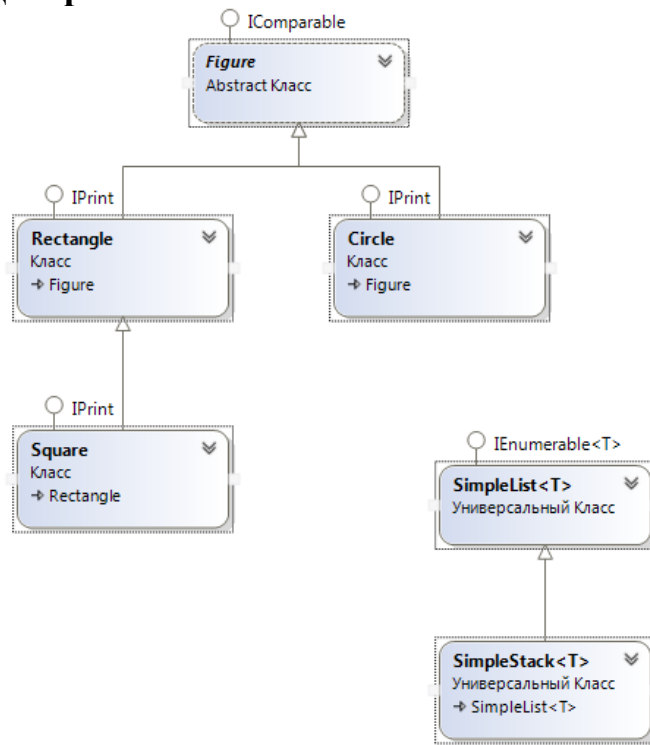 IComparable
Figure
Abstract Класс
IPrint
IPrint
Rectangle
Класс
Figure
Circle
Класс
Figure
IPrint
Square
Класс
Rectangle
IEnumerable<T>
SimpleList<T>
Универсальный Класс
SimpleStack<T>
Универсальный Класс
SimpleList<T>